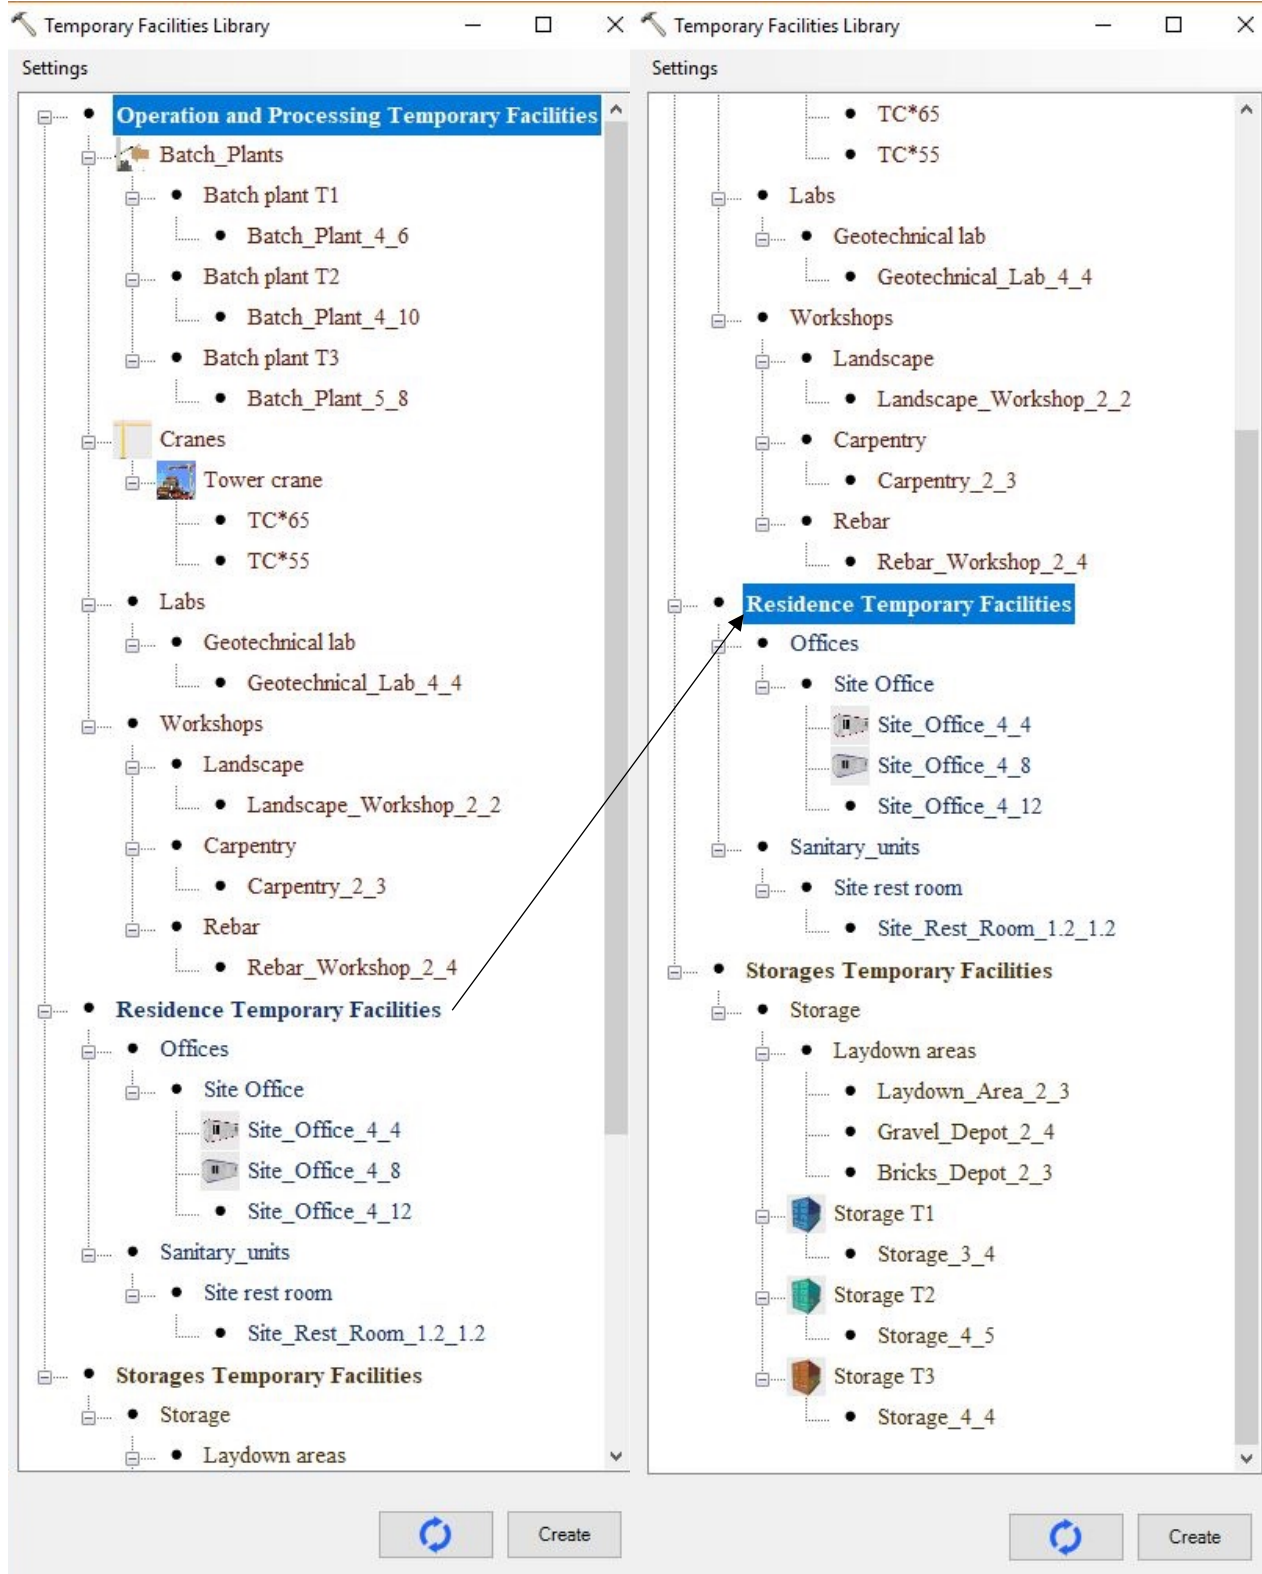 Temporary Facilities Library
Settings
Operation and Processing Temporary Facilities
Batch_Plants
Batch plant T1
Batch_Plant_4_6
Batch plant T2
Batch_Plant_4_10
Batch plant T3
Batch_Plant_5_8
Cranes
Tower crane
TC*65
TC*55
Labs
Geotechnical lab
Geotechnical_Lab_4_4
Workshops
Landscape
Landscape_Workshop_2_2
Carpentry
Carpentry_2_3
Rebar
Rebar_Workshop_2_4
Residence Temporary Facilities
Offices
Site Office
Site_Office_4_4
Site_Office_4_8
Site_Office_4_12
Sanitary_units
Site rest room
Site_Rest_Room_1.2_1.2
Storages Temporary Facilities
Storage
Laydown areas
Create
Temporary Facilities Library
Settings
TC*65
TC*55
Labs
Geotechnical lab
Geotechnical_Lab_4_4
Workshops
Landscape
Landscape_Workshop_2_2
Carpentry
Carpentry_2_3
Rebar
Rebar_Workshop_2_4
Residence Temporary Facilities
Offices
Site Office
Site_Office_4_4
Site_Office_4_8
Site_Office_4_12
Sanitary_units
Site rest room
Site_Rest_Room_1.2_1.2
Storages Temporary Facilities
Storage
Laydown areas
Laydown_Area_2_3
Gravel_Depot_2_4
Bricks_Depot_2_3
Storage T1
Storage_3_4
Storage T2
Storage_4_5
Storage T3
Storage_4_4
Create